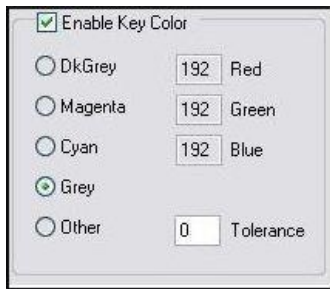 Enable Key Color
DkGrey 192 Red
Magenta 192 Green
Cyan 192 Blue
Grey
Other 0 Tolerance